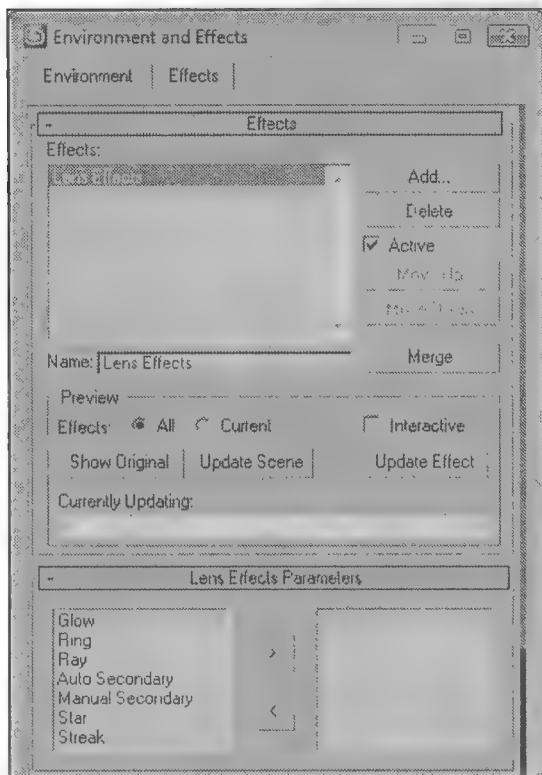 Environment and Effects
Environment
Effects
- Effects
Effects:
Lens Effects
Add...
Delete
Active
Merge
Name: Lens Effects
Preview
Effects: All Current
Interactive
Show Original
Update Scene
Update Effect
Currently Updating:
- Lens Effects Parameters
Glow
Ring
Ray
Auto Secondary
Manual Secondary
Star
Streak
>
<